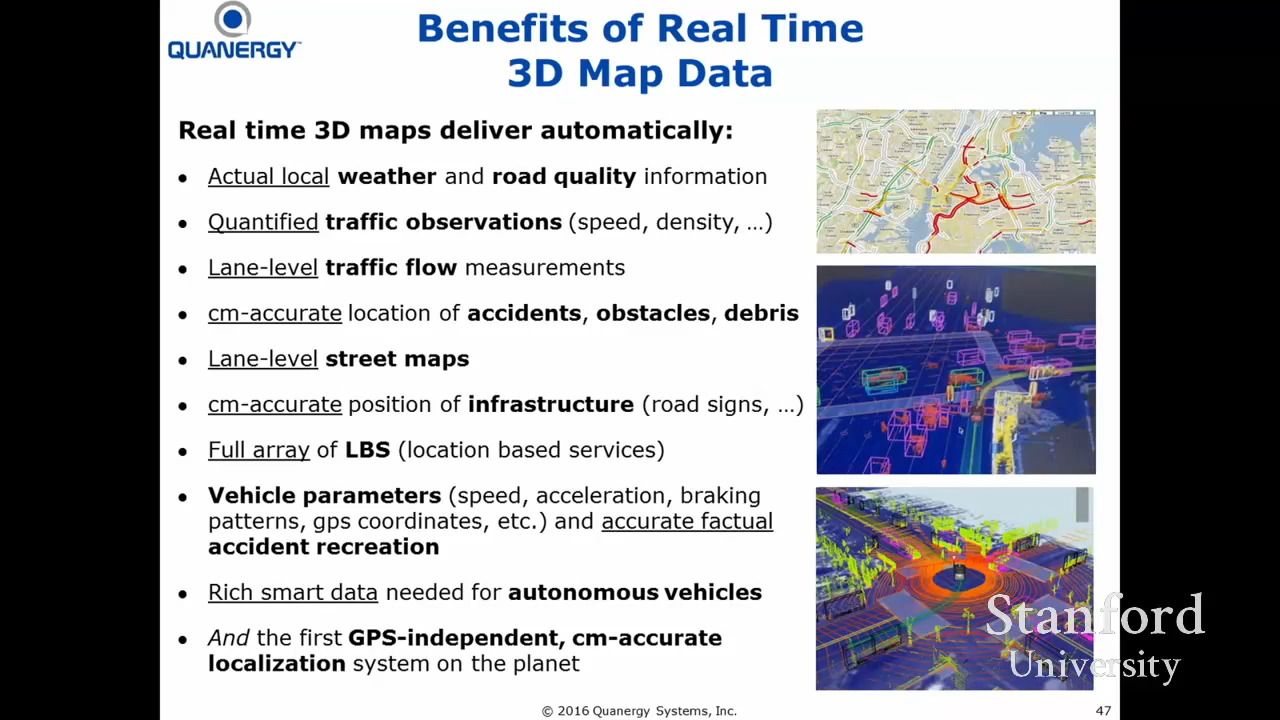 QUANERGY™
Benefits of Real Time
3D Map Data
Real time 3D maps deliver automatically:
• Actual local weather and road quality information
• Quantified traffic observations (speed, density, …)
• Lane-level traffic flow measurements
• cm-accurate location of accidents, obstacles, debris
• Lane-level street maps
• cm-accurate position of infrastructure (road signs, …)
• Full array of LBS (location based services)
• Vehicle parameters (speed, acceleration, braking
patterns, gps coordinates, etc.) and accurate factual
accident recreation
• Rich smart data needed for autonomous vehicles
• And the first GPS-independent, cm-accurate
localization system on the planet
Stanford
University
© 2016 Quanergy Systems, Inc.
47